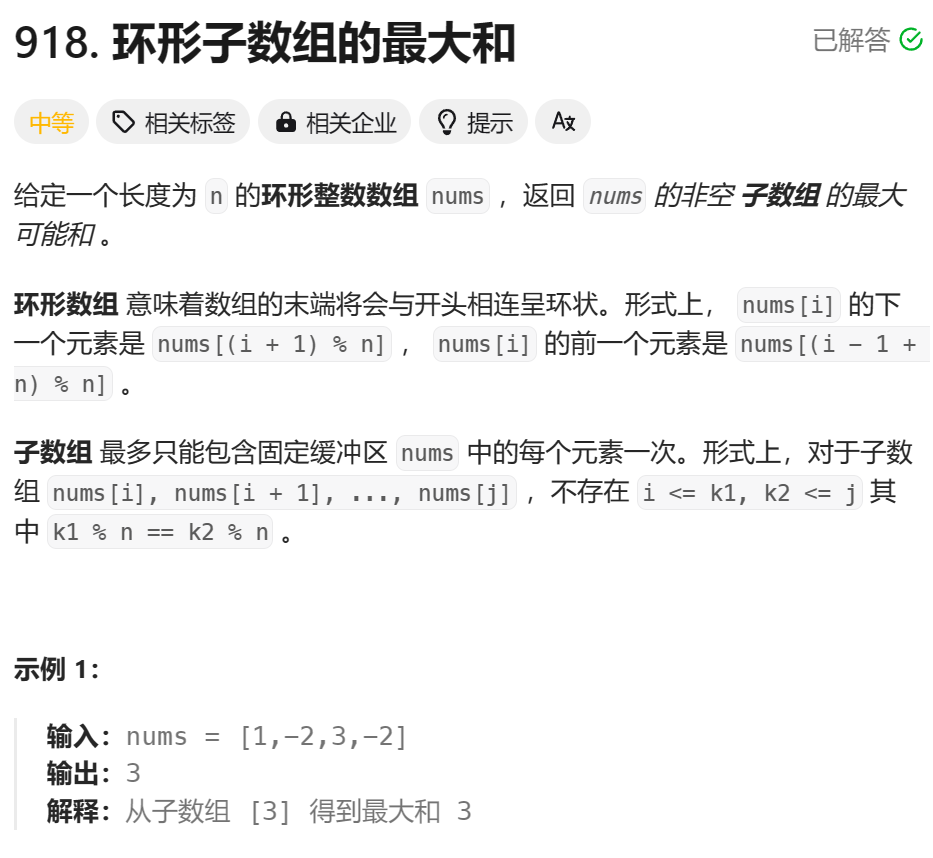 918. 环形子数组的最大和
已解答
中等 相关标签 相关企业 提示
给定一个长度为 n 的环形整数数组 nums ，返回 nums 的非空 子数组 的最大
可能和 。
环形数组 意味着数组的末端将会与开头相连呈环状。形式上， nums[i] 的下
一个元素是 nums[(i + 1) % n] ， nums[i] 的前一个元素是 nums[(i - 1 +
n) % n] 。
子数组 最多只能包含固定缓冲区 nums 中的每个元素一次。形式上，对于子数
组 nums[i], nums[i + 1], ..., nums[j] ，不存在 i <= k1, k2 <= j 其
中 k1 % n == k2 % n 。
示例 1：
输入：nums = [1,-2,3,-2]
输出：3
解释：从子数组 [3] 得到最大和 3